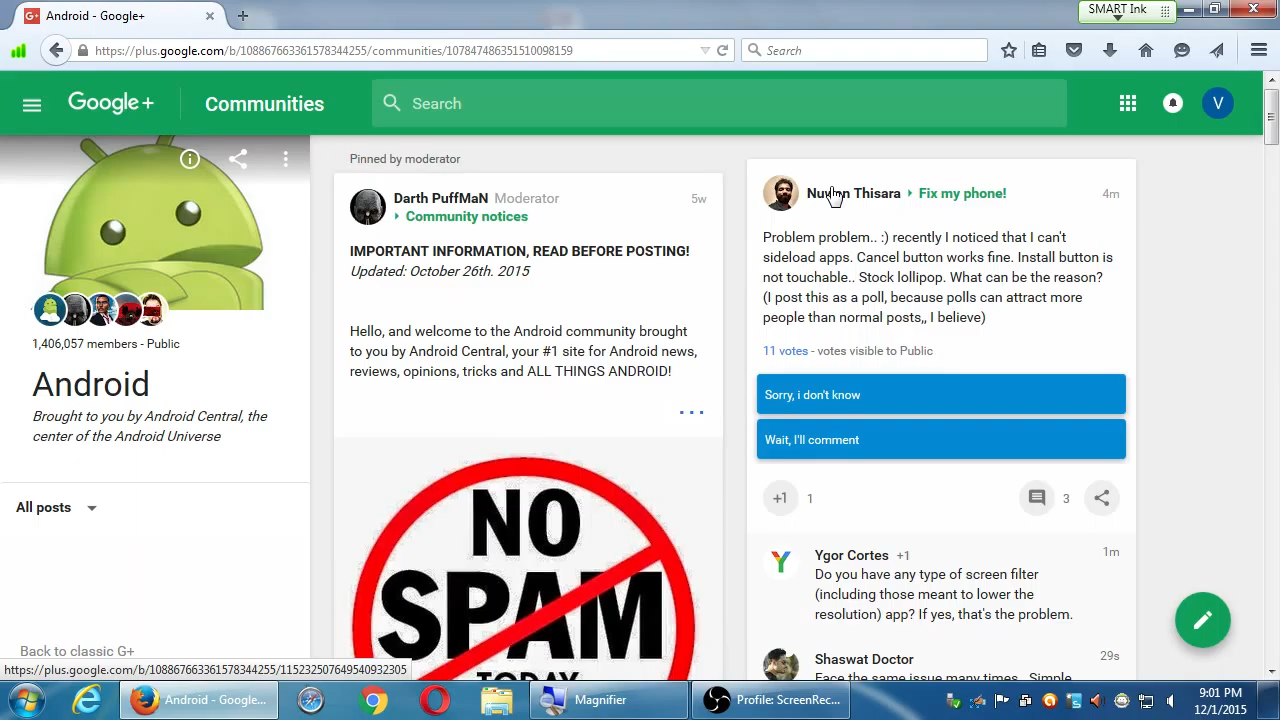 Android - Google+
SMART Ink
https://plus.google.com/b/108867663361578344255/communities/107847486351510098159
Search
Google+
Communities
Search
V
1,406,057 members - Public
Android
Brought to you by Android Central, the
center of the Android Universe
All posts
Back to classic G+
Pinned by moderator
Darth PuffMaN Moderator
5w
Community notices
IMPORTANT INFORMATION, READ BEFORE POSTING!
Updated: October 26th. 2015
Hello, and welcome to the Android community brought
to you by Android Central, your #1 site for Android news,
reviews, opinions, tricks and ALL THINGS ANDROID!
NO
SPAM
TODAY
Thisara Fix my phone!
4m
Problem problem.. :) recently I noticed that I can't
sideload apps. Cancel button works fine. Install button is
not touchable.. Stock lollipop. What can be the reason?
(I post this as a poll, because polls can attract more
people than normal posts,, I believe)
11 votes - votes visible to Public
Sorry, i don't know
Wait, I'll comment
+1 1
3
Ygor Cortes +1
1m
Do you have any type of screen filter
(including those meant to lower the
resolution) app? If yes, that's the problem.
Shaswat Doctor
29s
Face the same issue many times.. Simple
https://plus.google.com/b/108867663361578344255/115232507649540932305
Android - Google...
Magnifier
Profile: ScreenRec...
9:01 PM
12/1/2015